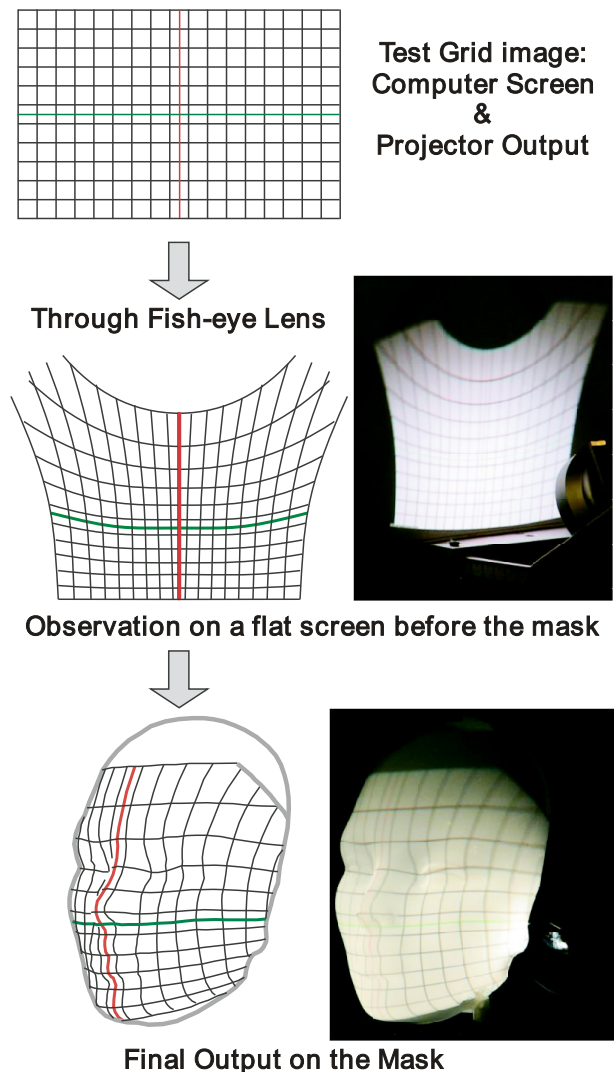 Test Grid image:
Computer Screen
&
Projector Output
Through Fish-eye Lens
Observation on a flat screen before the mask
Final Output on the Mask